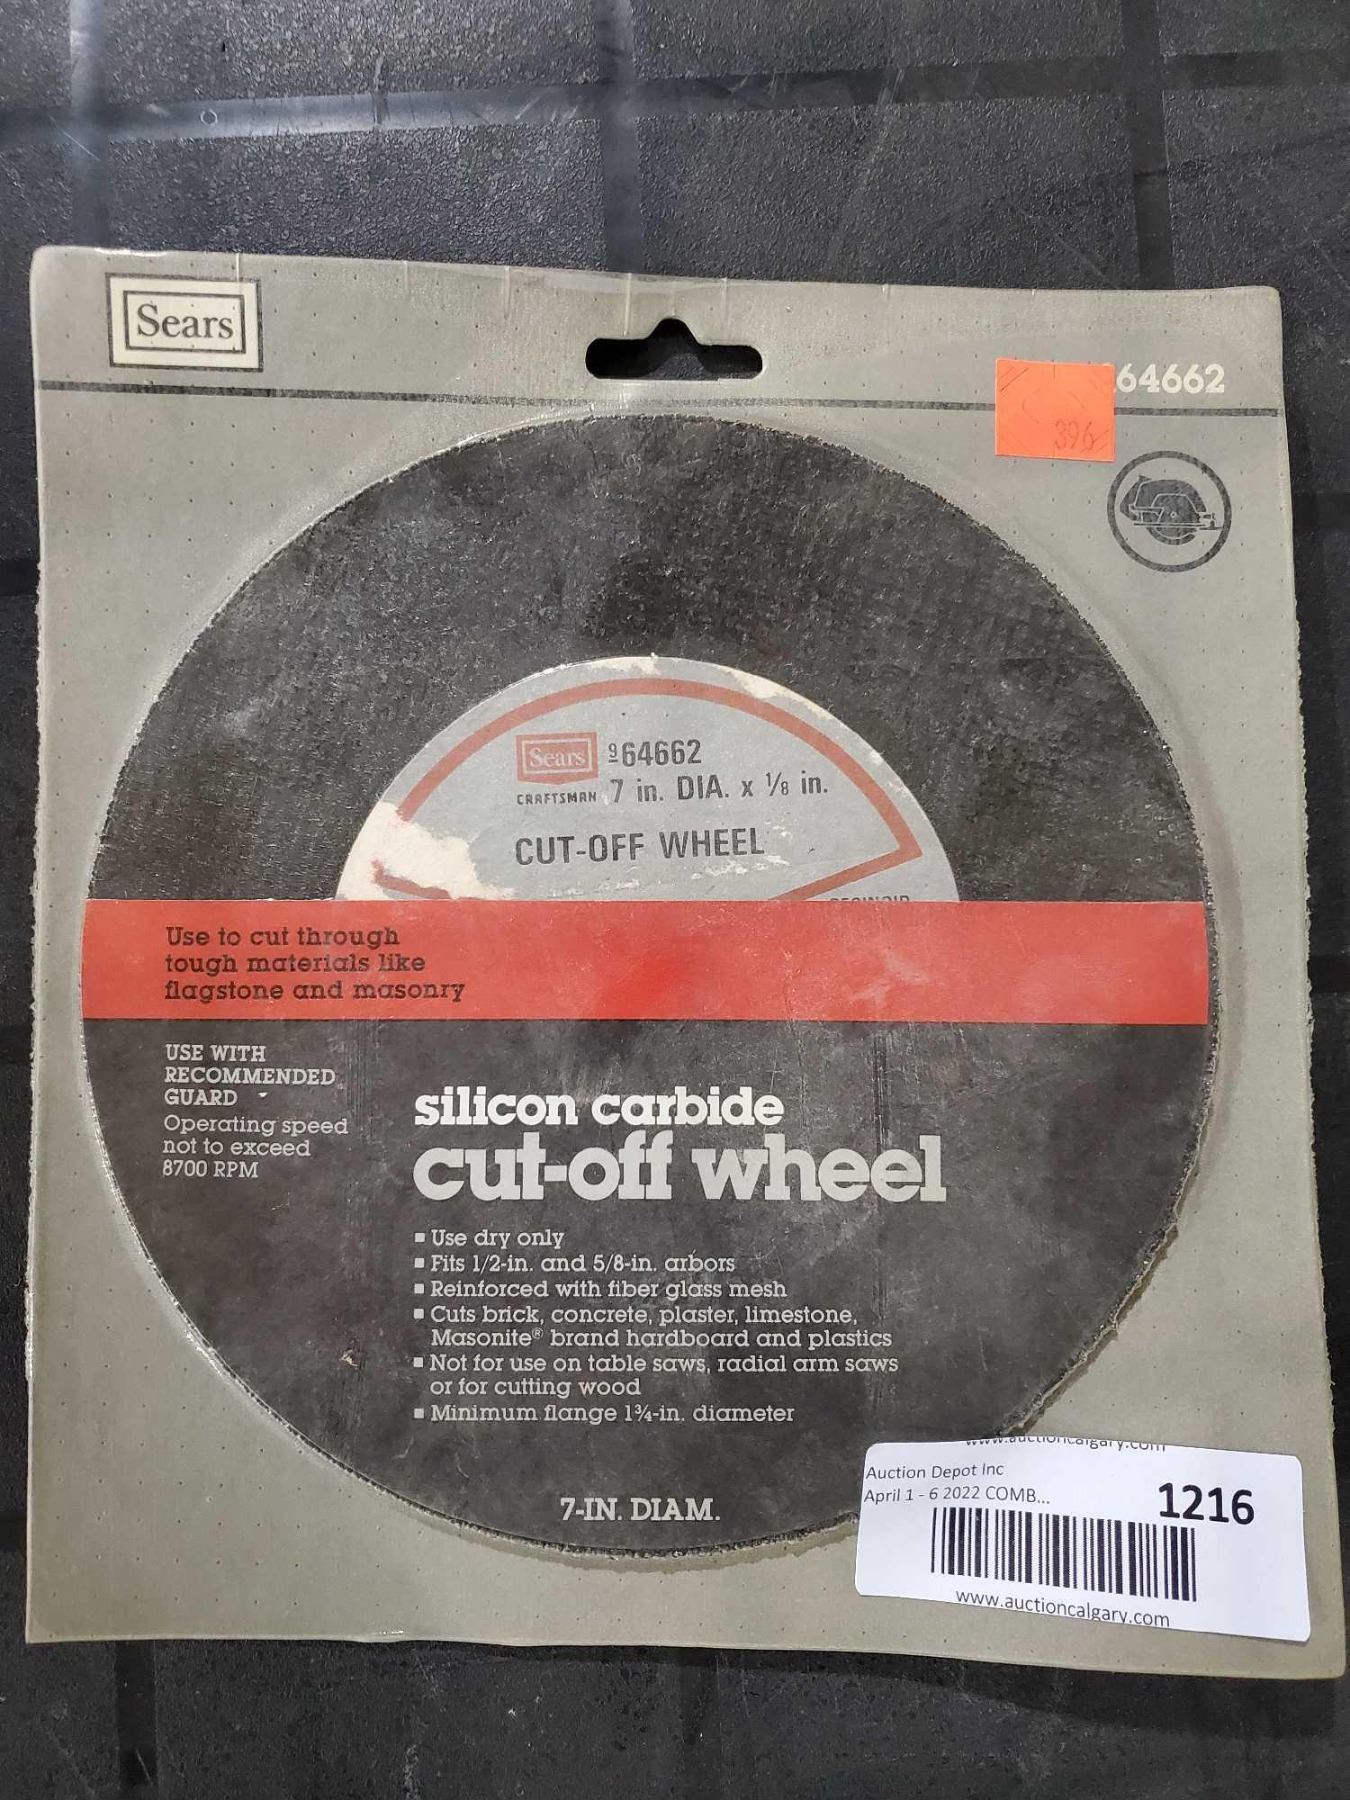 Sears
64662
396
Sears 964662
CRAFTSMAN 7 in. DIA. x 1/8 in.
CUT-OFF WHEEL
Use to cut through
tough materials like
flagstone and masonry
USE WITH
RECOMMENDED
GUARD
Operating speed
not to exceed
8700 RPM
silicon carbide
cut-off wheel
▪ Use dry only
▪ Fits 1/2-in. and 5/8-in. arbors
▪ Reinforced with fiber glass mesh
▪ Cuts brick, concrete, plaster, limestone,
Masonite® brand hardboard and plastics
▪ Not for use on table saws, radial arm saws
or for cutting wood
▪ Minimum flange 1¾-in. diameter
7-IN. DIAM.
www.auctioncalgary.com
Auction Depot Inc
April 1 - 6 2022 COMB...
1216
www.auctioncalgary.com